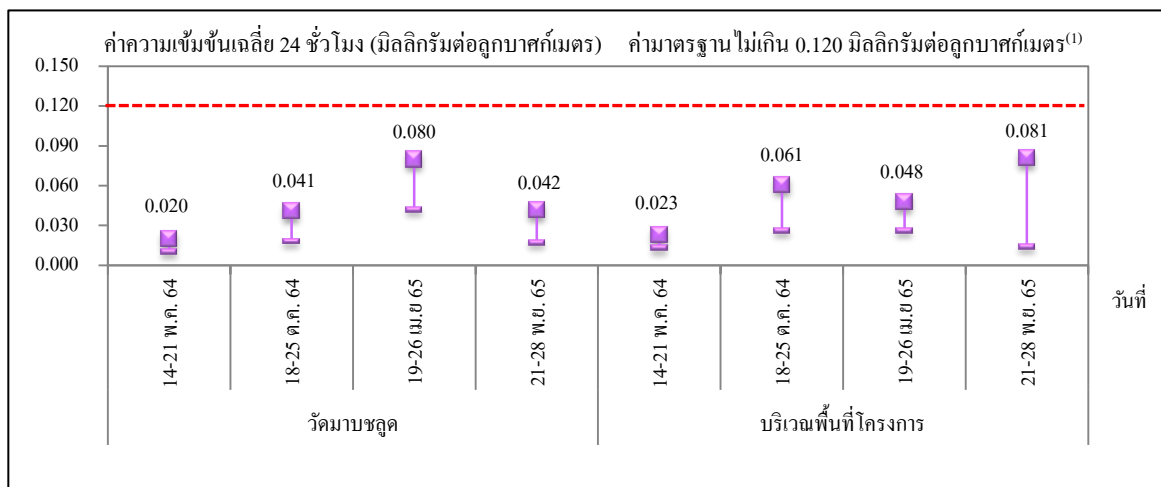 ค่าความเข้มข้นเฉลี่ย 24 ชั่วโมง (มิลลิกรัมต่อลูกบาศก์เมตร) ค่ามาตรฐาน ไม่เกิน 0.120 มิลลิกรัมต่อลูกบาศก์เมตร(1)
0.150
0.120
0.090
0.060
0.030
0.000
0.020
0.041
0.080
0.042
0.023
0.061
0.048
0.081
14-21 พ.ค. 64
18-25 ต.ค. 64
19-26 เม.ย 65
21-28 พ.ย. 65
14-21 พ.ค. 64
18-25 ต.ค. 64
19-26 เม.ย 65
21-28 พ.ย. 65
วันที่
วัดมาบชลูด
บริเวณพื้นที่โครงการ